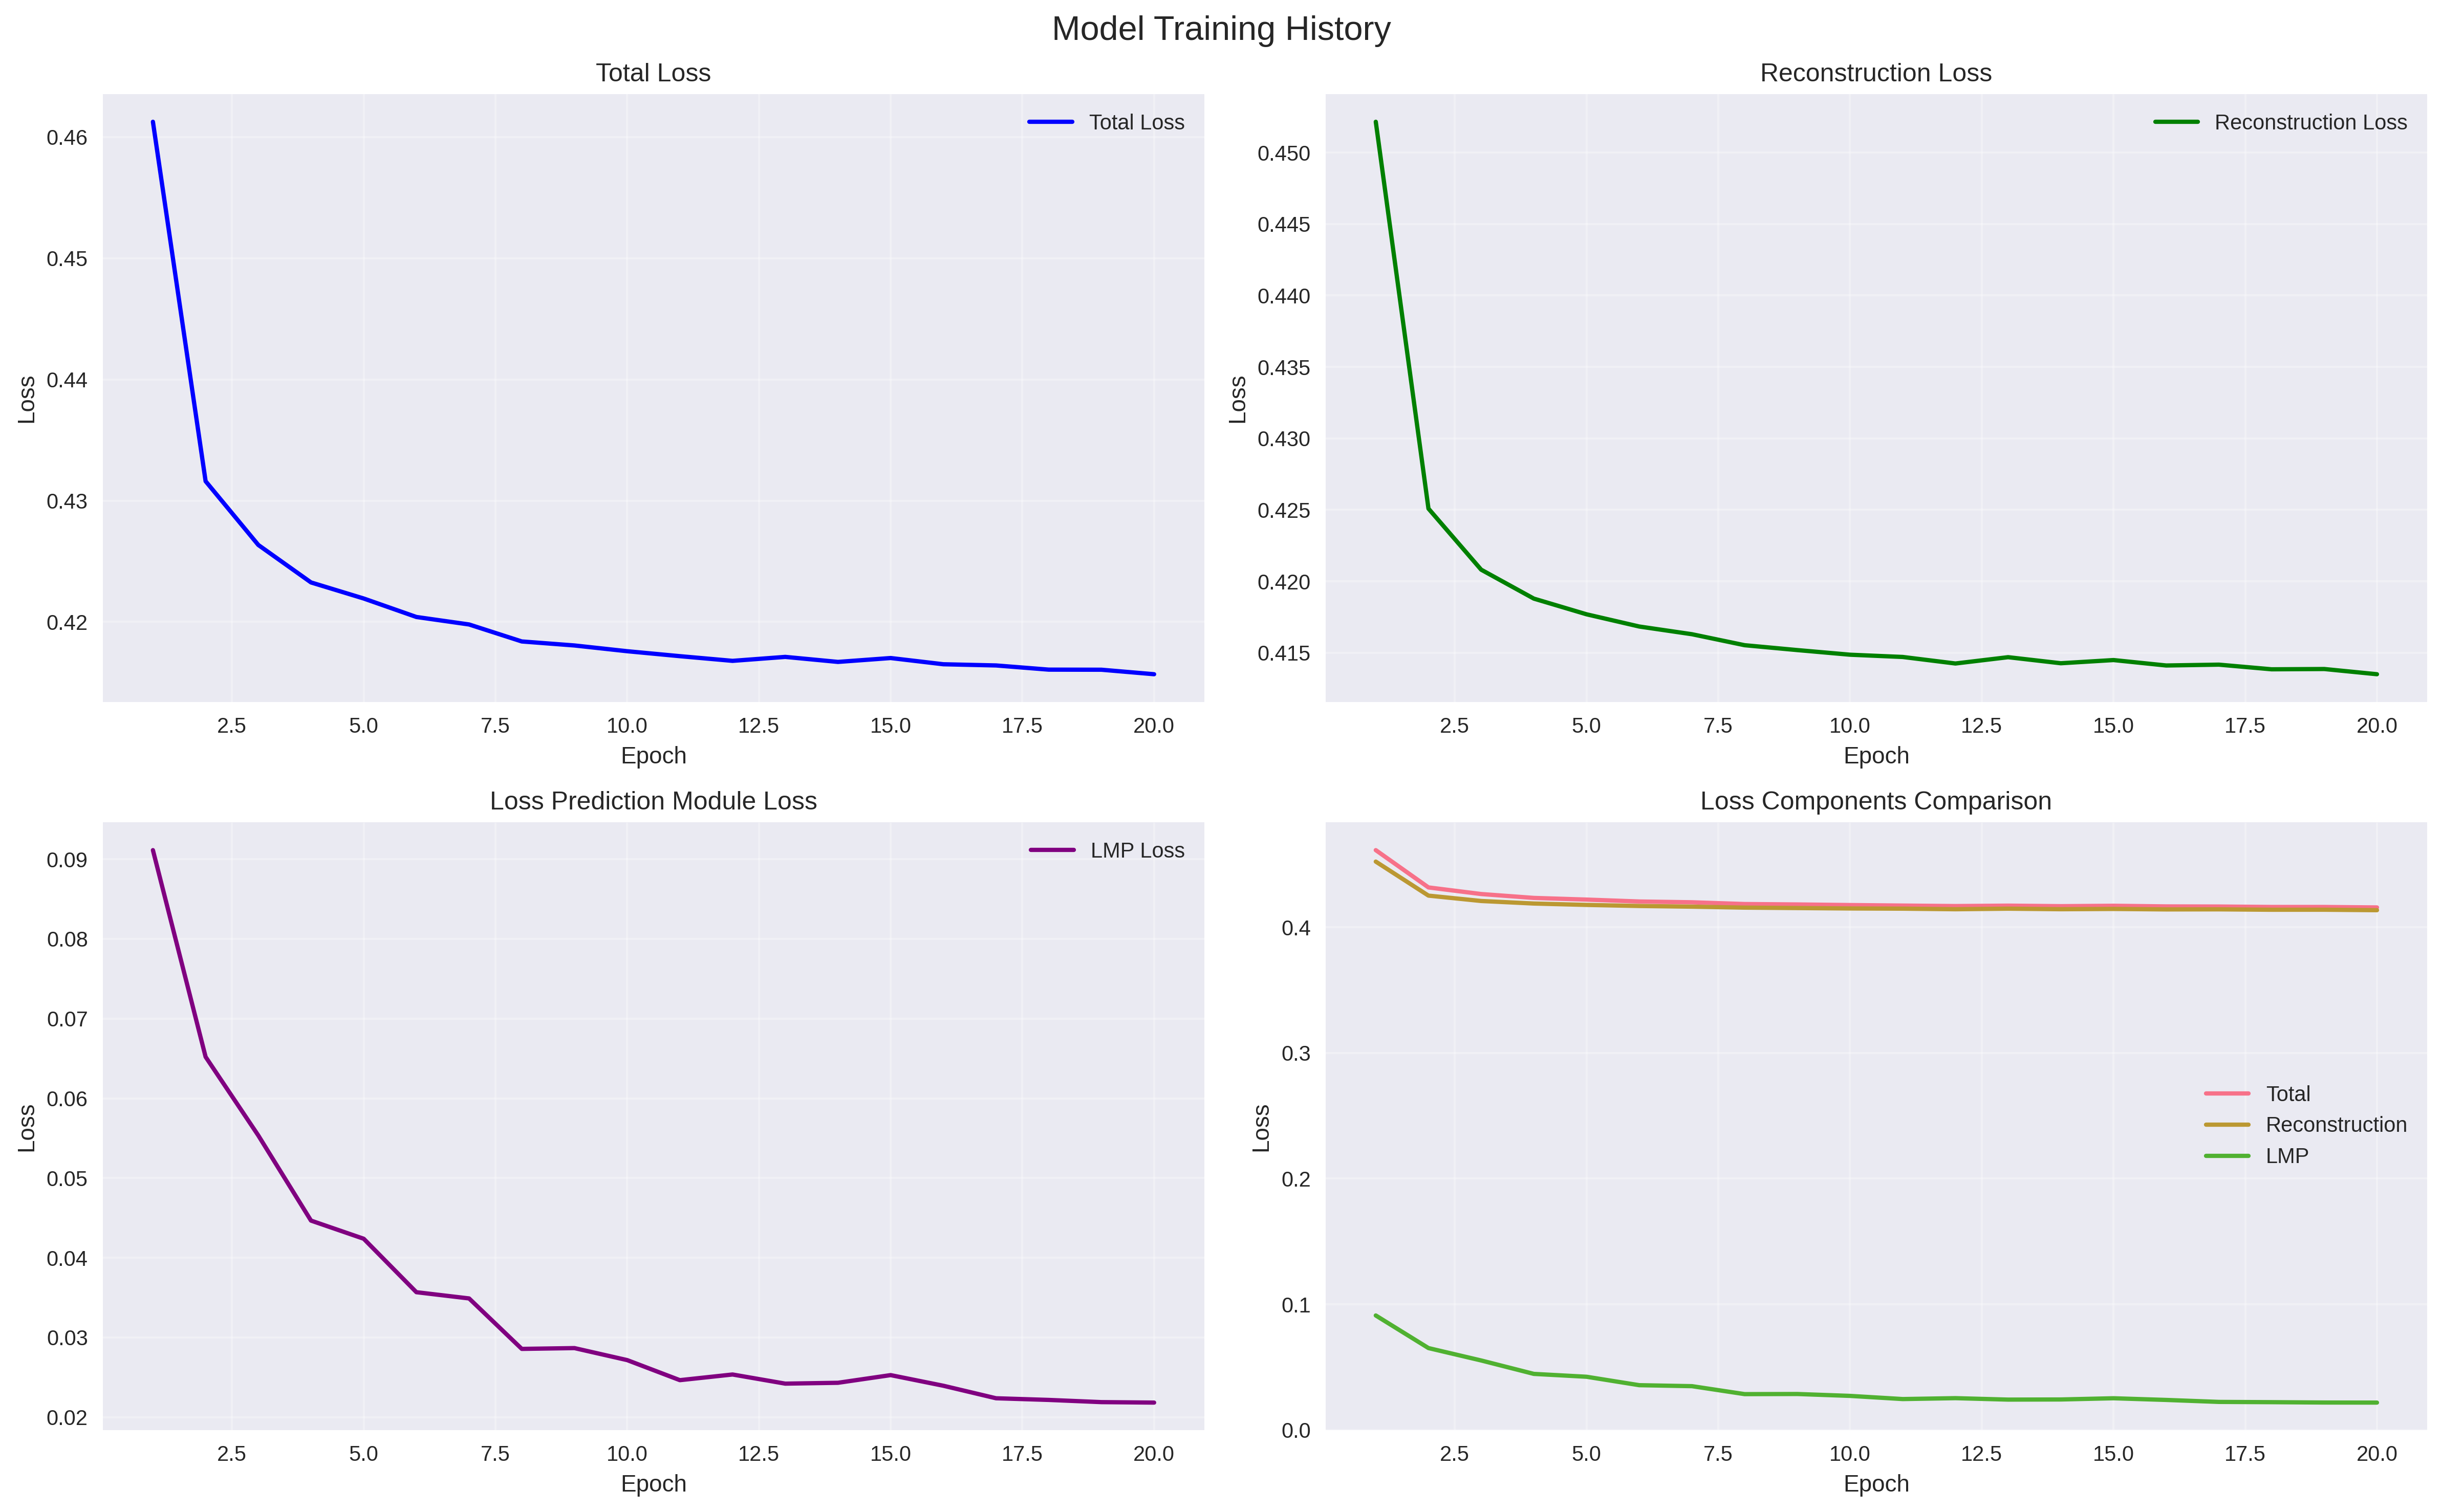 Model Training History
Total Loss
Total Loss
0.46
0.45
0.44
0.43
0.42
Loss
2.5 5.0 7.5 10.0 12.5 15.0 17.5 20.0
Epoch
Reconstruction Loss
Reconstruction Loss
0.450
0.445
0.440
0.435
0.430
0.425
0.420
0.415
Loss
2.5 5.0 7.5 10.0 12.5 15.0 17.5 20.0
Epoch
Loss Prediction Module Loss
LMP Loss
0.09
0.08
0.07
0.06
0.05
0.04
0.03
0.02
Loss
2.5 5.0 7.5 10.0 12.5 15.0 17.5 20.0
Epoch
Loss Components Comparison
0.4
0.3
0.2
0.1
0.0
Loss
Total
Reconstruction
LMP
2.5 5.0 7.5 10.0 12.5 15.0 17.5 20.0
Epoch